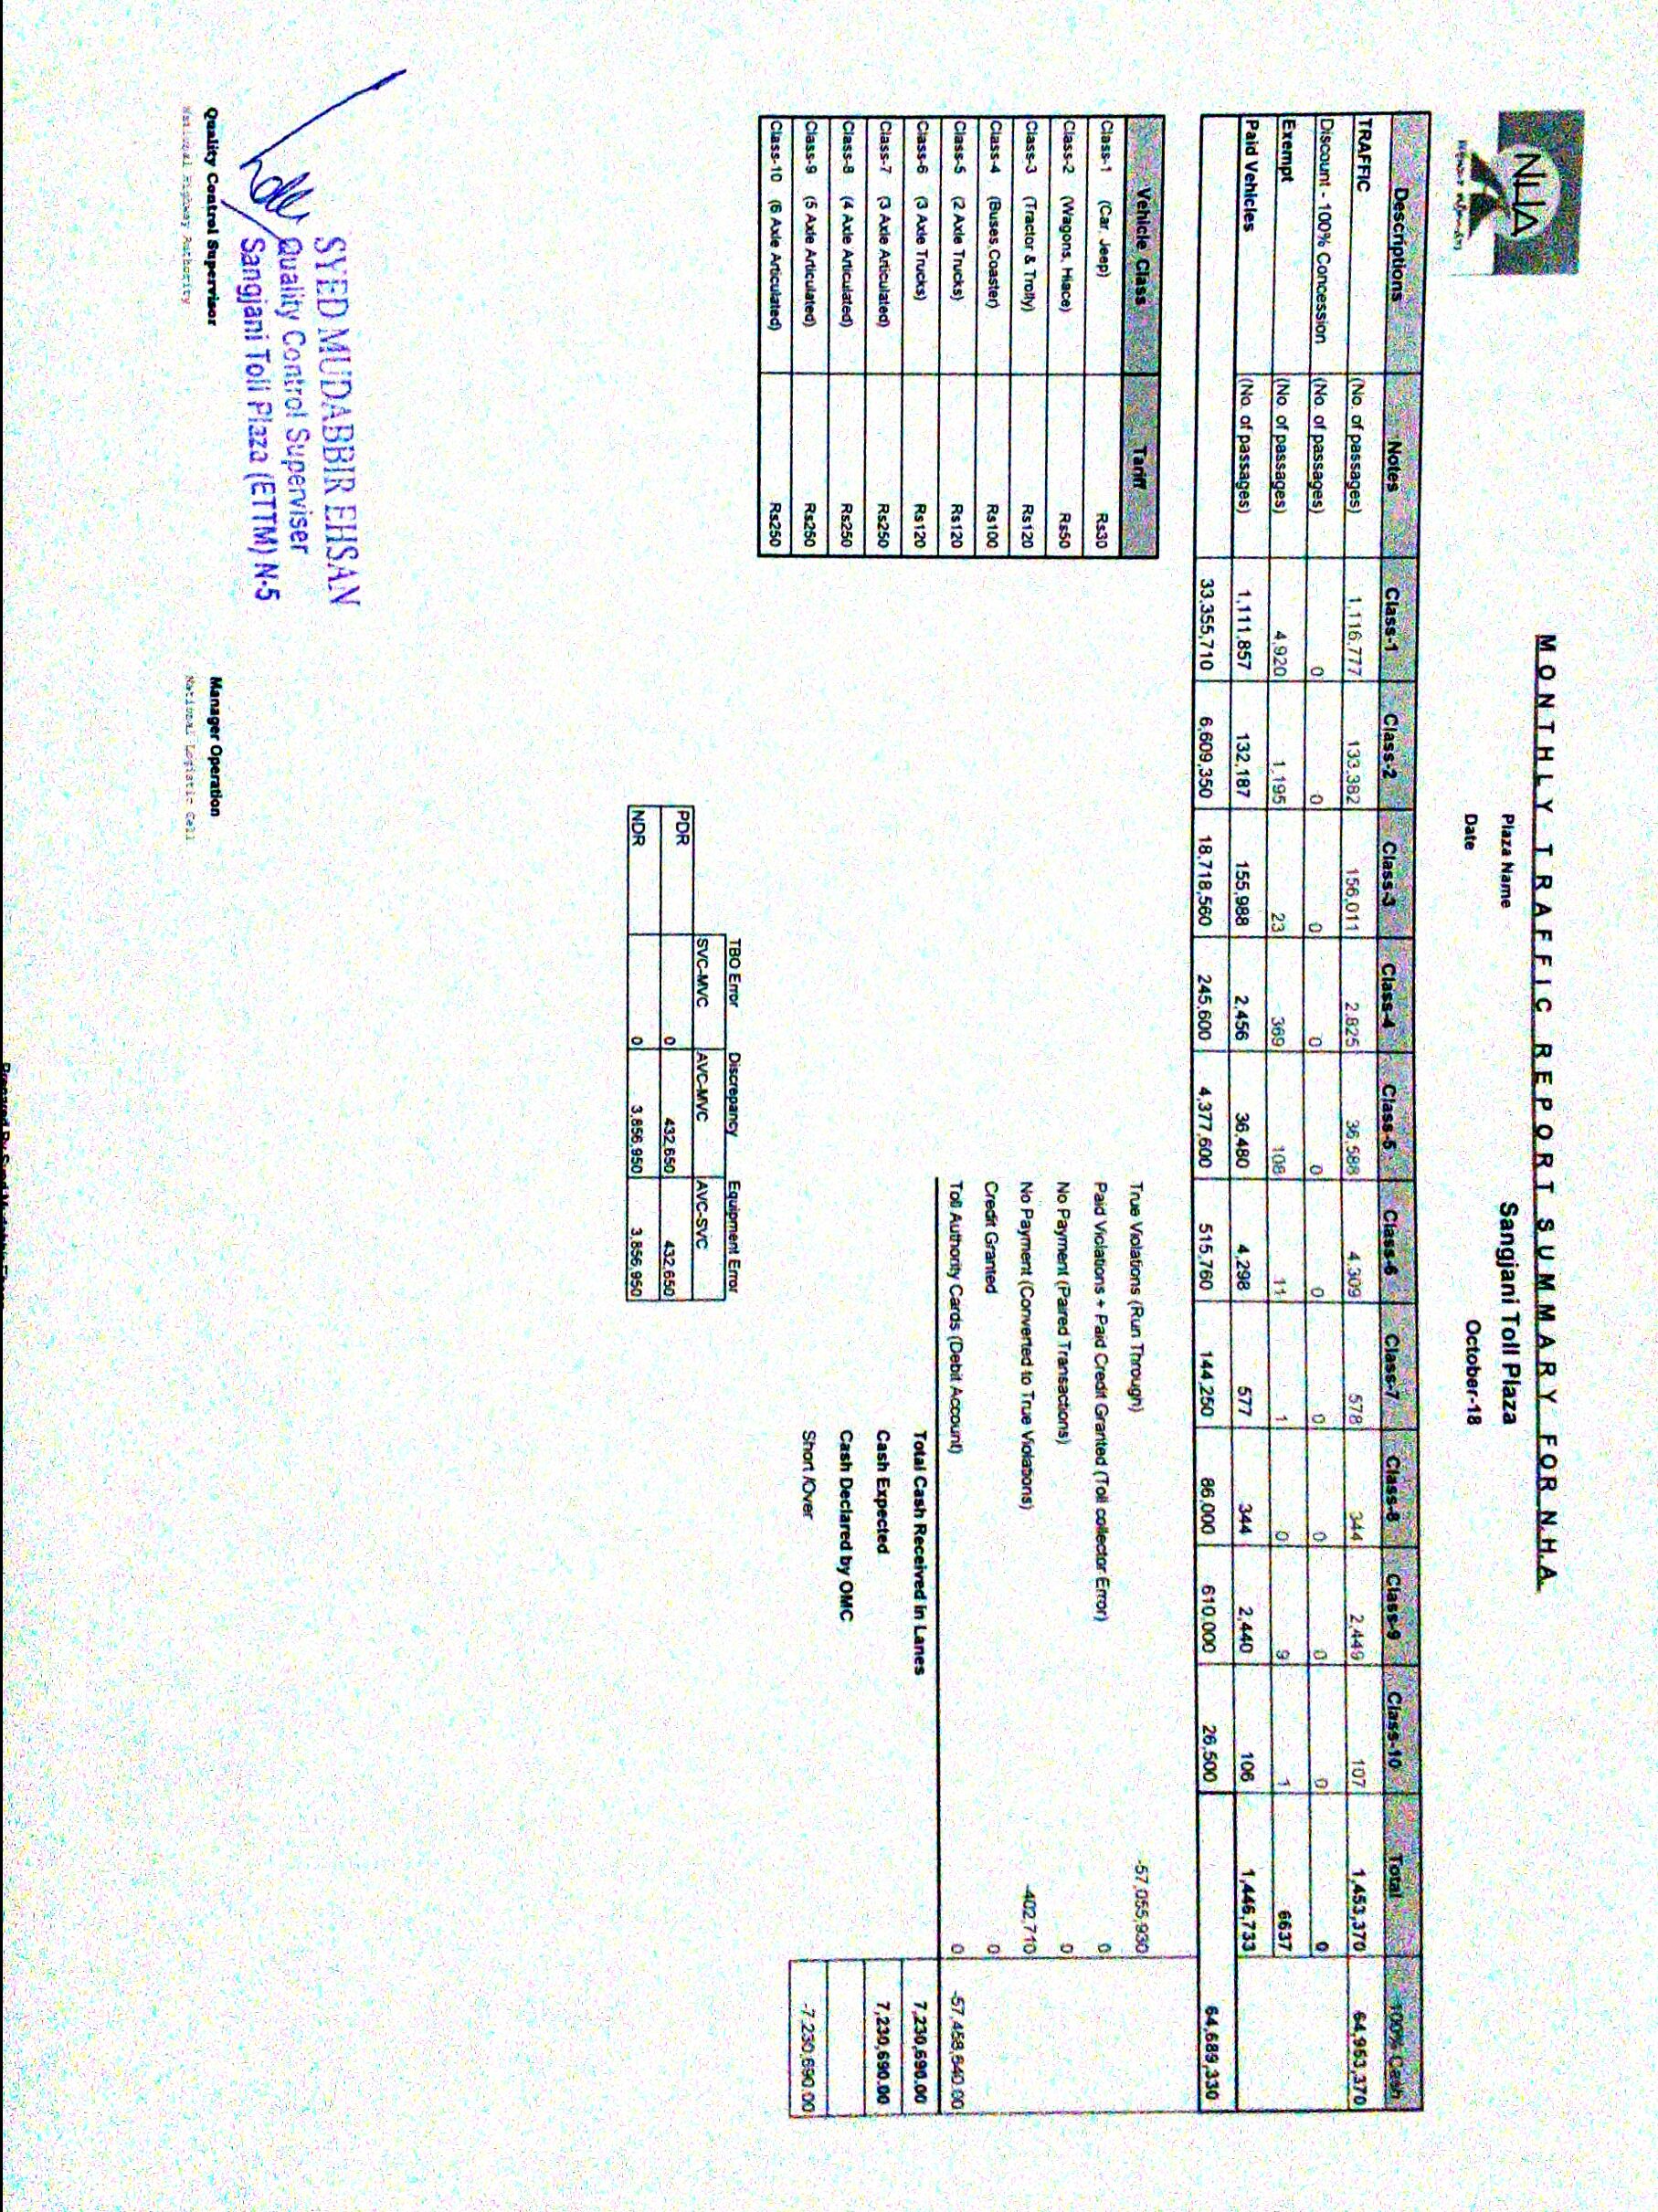 NHA
MONTHLY TRAFFIC REPORT SUMMARY FOR N.H.A.
Plaza Name Sangjani Toll Plaza
Date October-18
Descriptions Notes Class-1 Class-2 Class-3 Class-4 Class-5 Class-6 Class-7 Class-8 Class-9 Class-10 Total 100% Cash
TRAFFIC (No. of passages) 1,116,777 133,382 156,011 2,825 36,588 4,309 578 344 2,449 107 1,453,370 64,953,370
Discount - 100% Concession (No. of passages) 0 0 0 0 0 0 0 0 0 0 0
Exempt (No. of passages) 4,920 1,195 23 369 108 11 1 0 9 1 6637
Paid Vehicles (No. of passages) 1,111,857 132,187 155,988 2,456 36,480 4,298 577 344 2,440 106 1,446,733
33,355,710 6,609,350 18,718,560 245,600 4,377,600 515,760 144,250 86,000 610,000 26,500 64,689,330
Vehicle Class Tariff
Class-1 (Car, Jeep) Rs30
Class-2 (Wagons, Hiace) Rs50
Class-3 (Tractor & Trolly) Rs120
Class-4 (Buses,Coaster) Rs100
Class-5 (2 Axle Trucks) Rs120
Class-6 (3 Axle Trucks) Rs120
Class-7 (3 Axle Articulated) Rs250
Class-8 (4 Axle Articulated) Rs250
Class-9 (5 Axle Articulated) Rs250
Class-10 (6 Axle Articulated) Rs250
True Violations (Run Through) -57,055,930
Paid Violations + Paid Credit Granted (Toll collector Error) 0
No Payment (Paired Transactions) 0
No Payment (Converted to True Violations) -402,710
Credit Granted 0
Toll Authority Cards (Debit Account) 0 -57,458,640.00
Total Cash Received in Lanes 7,230,690.00
Cash Expected 7,230,690.00
Cash Declared by OMC
Short /Over -7,230,690.00
TBO Error Discrepancy Equipment Error
SVC-MVC AVC-MVC AVC-SVC
PDR 0 432,650 432,650
NDR 0 3,856,950 3,856,950
SYED MUDABBIR EHSAN
Quality Control Superviser
Sangjani Toll Plaza (ETTM) N-5
Quality Control Supervisor
National Highway Authority
Manager Operation
National Logistic Cell
Prepared By Syed Mudabbir Ehsan